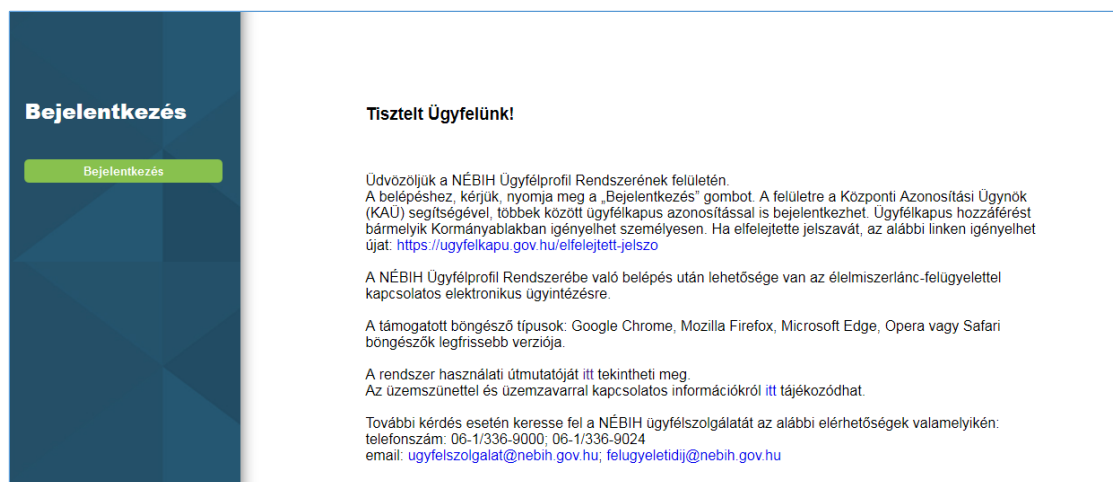 Bejelentkezés
Bejelentkezés
Tisztelt Ügyfelünk!
Üdvözöljük a NÉBIH Ügyfélprofil Rendszerének felületén.
A belépéshez, kérjük, nyomja meg a „Bejelentkezés” gombot. A felületre a Központi Azonosítási Ügynök
(KAÜ) segítségével, többek között ügyfélkapus azonosítással is bejelentkezhet. Ügyfélkapus hozzáférést
bármelyik Kormányablakban igényelhet személyesen. Ha elfelejtette jelszavát, az alábbi linken igényelhet
újat: https://ugyfelkapu.gov.hu/elfelejtett-jelszo
A NÉBIH Ügyfélprofil Rendszerébe való belépés után lehetősége van az élelmiszerlánc-felügyelettel
kapcsolatos elektronikus ügyintézésre.
A támogatott böngésző típusok: Google Chrome, Mozilla Firefox, Microsoft Edge, Opera vagy Safari
böngészők legfrissebb verziója.
A rendszer használati útmutatóját itt tekintheti meg.
Az üzemszünettel és üzemzavarral kapcsolatos információkról itt tájékozódhat.
További kérdés esetén keresse fel a NÉBIH ügyfélszolgálatát az alábbi elérhetőségek valamelyikén:
telefonszám: 06-1/336-9000; 06-1/336-9024
email: ugyfelszolgalat@nebih.gov.hu; felugyeletidij@nebih.gov.hu